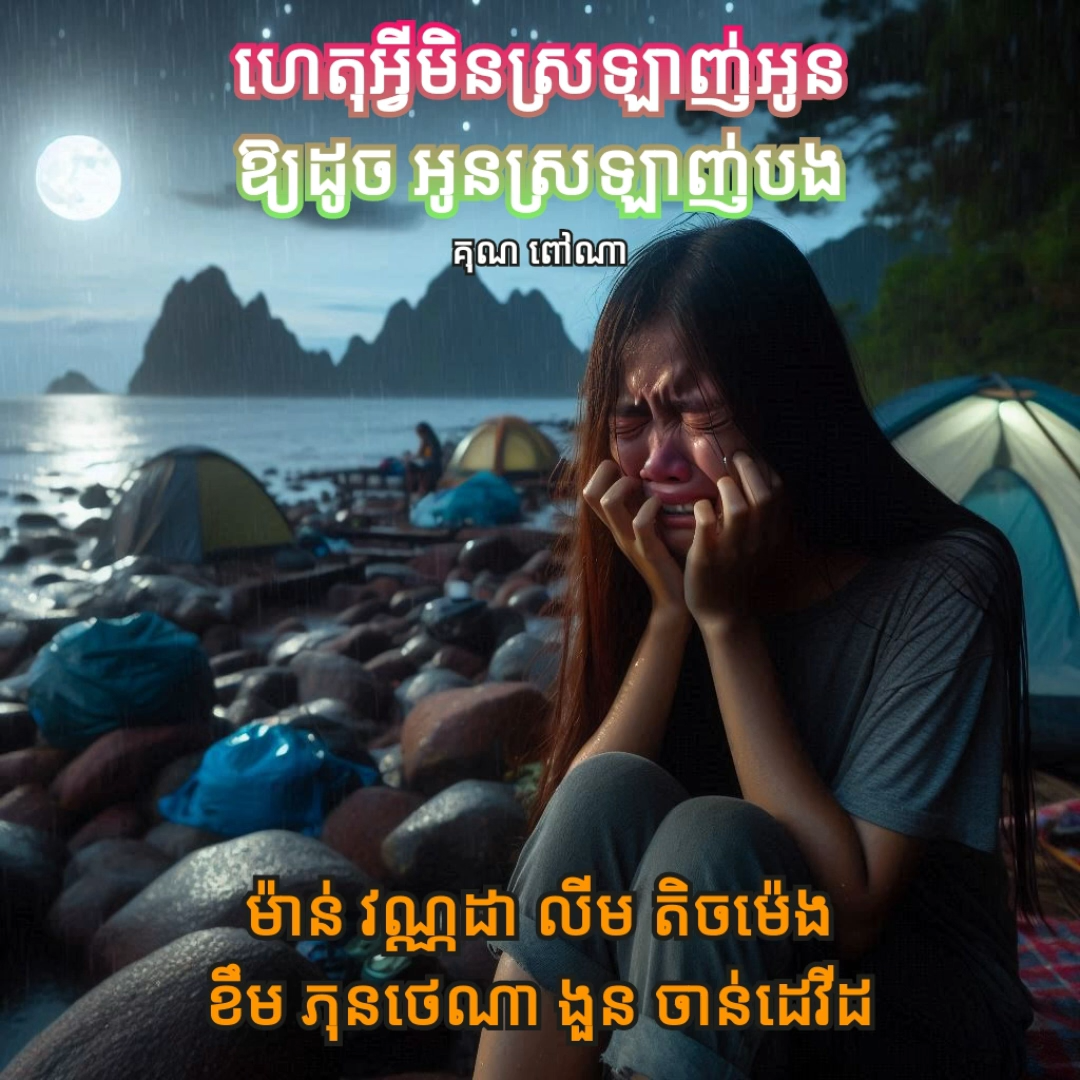 ហេតុអ្វីមិនស្រឡាញ់អូន
ឱ្យដូច អូនស្រឡាញ់បង
គុណ ពៅណា
ម៉ាន់ វណ្ណដា លីម តិចម៉េង
ខឹម ភុនថេណា ងួន ចាន់ដេវីដ